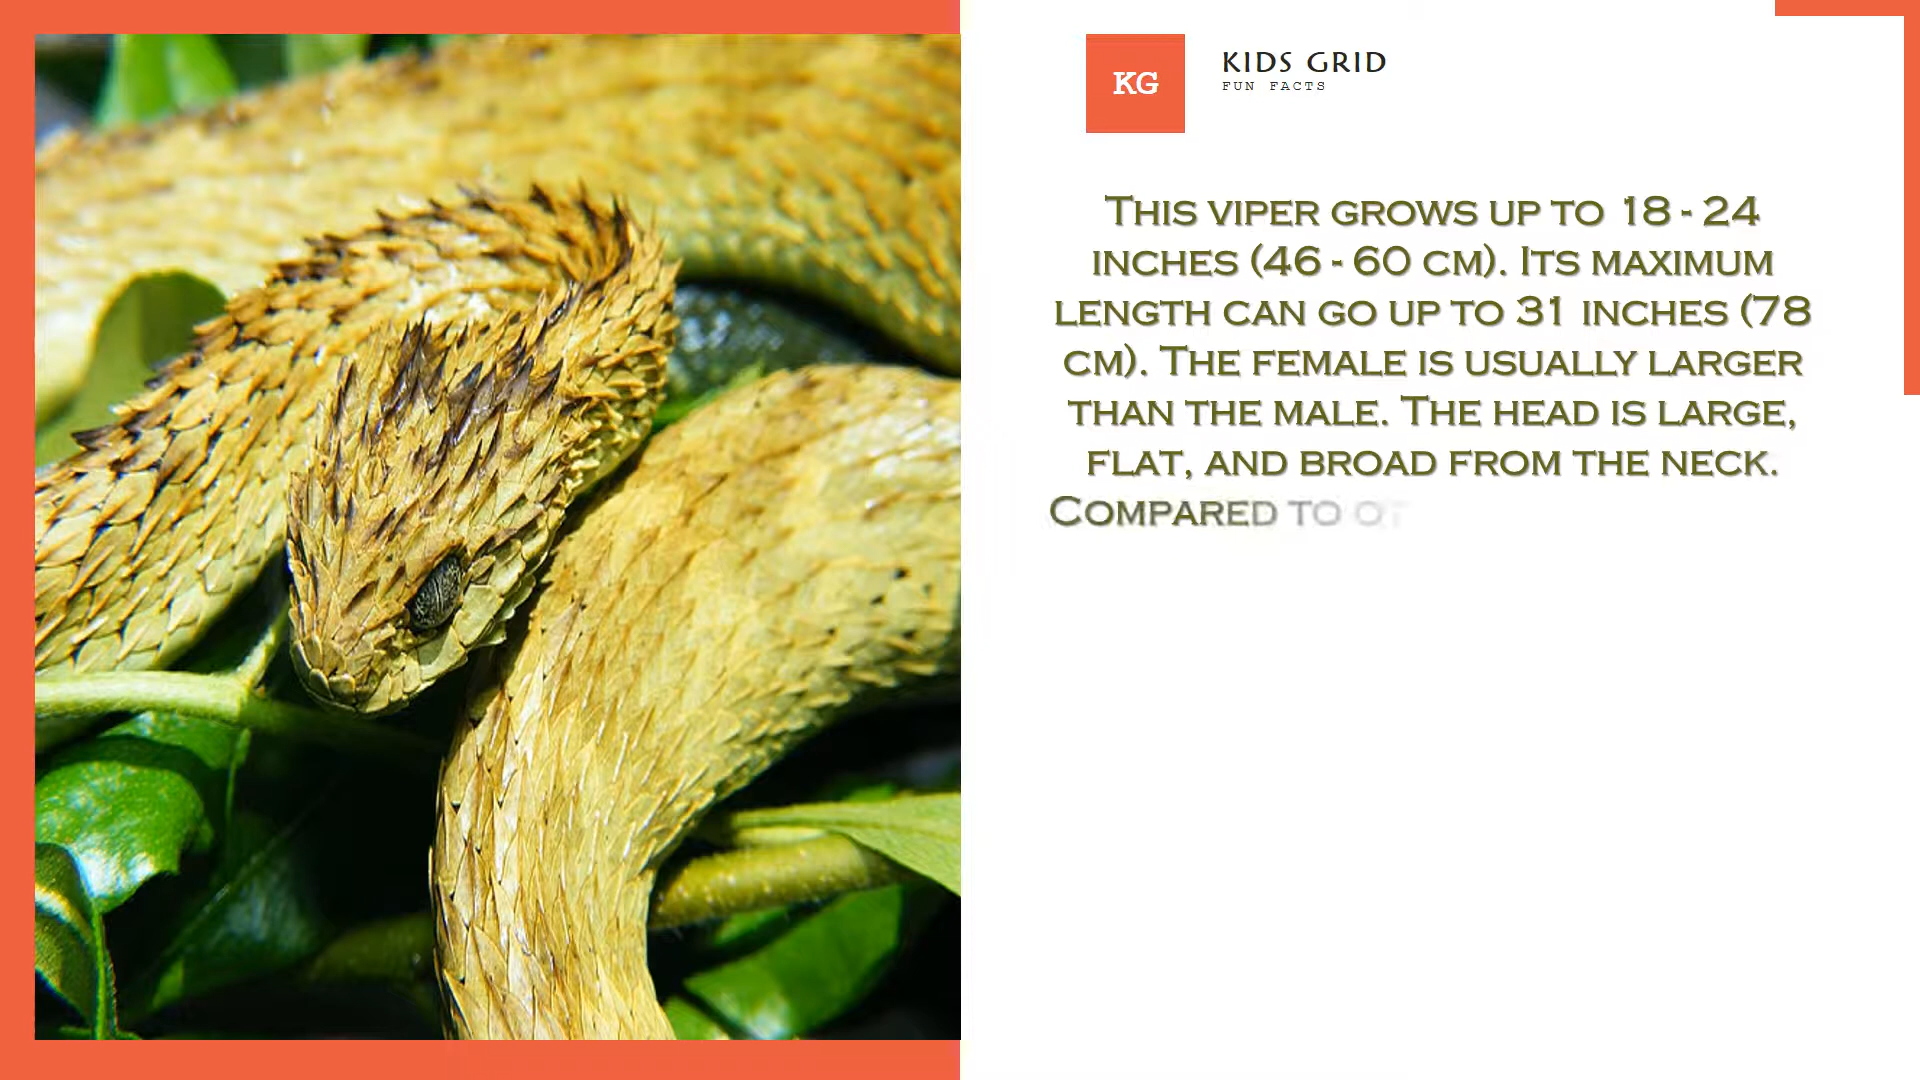 KG
KIDS GRID
FUN FACTS
This viper grows up to 18 - 24
inches (46 - 60 cm). Its maximum
length can go up to 31 inches (78
cm). The female is usually larger
than the male. The head is large,
flat, and broad from the neck.
Compared to